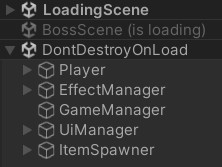 LoadingScene
BossScene (is loading)
DontDestroyOnLoad
Player
EffectManager
GameManager
UiManager
ItemSpawner